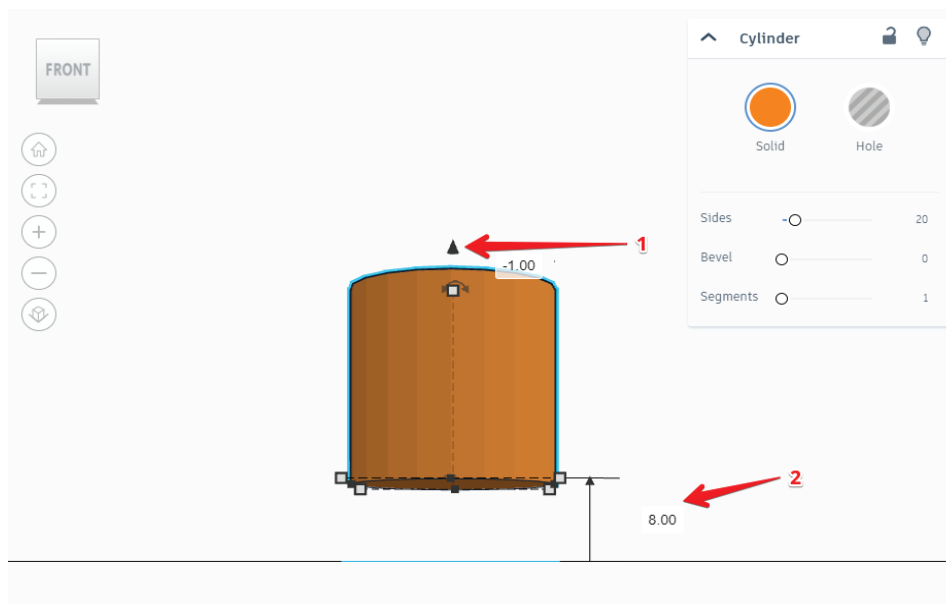 FRONT
Cylinder
Solid
Hole
Sides 20
Bevel 0
Segments 1
1
-1.00
2
8.00